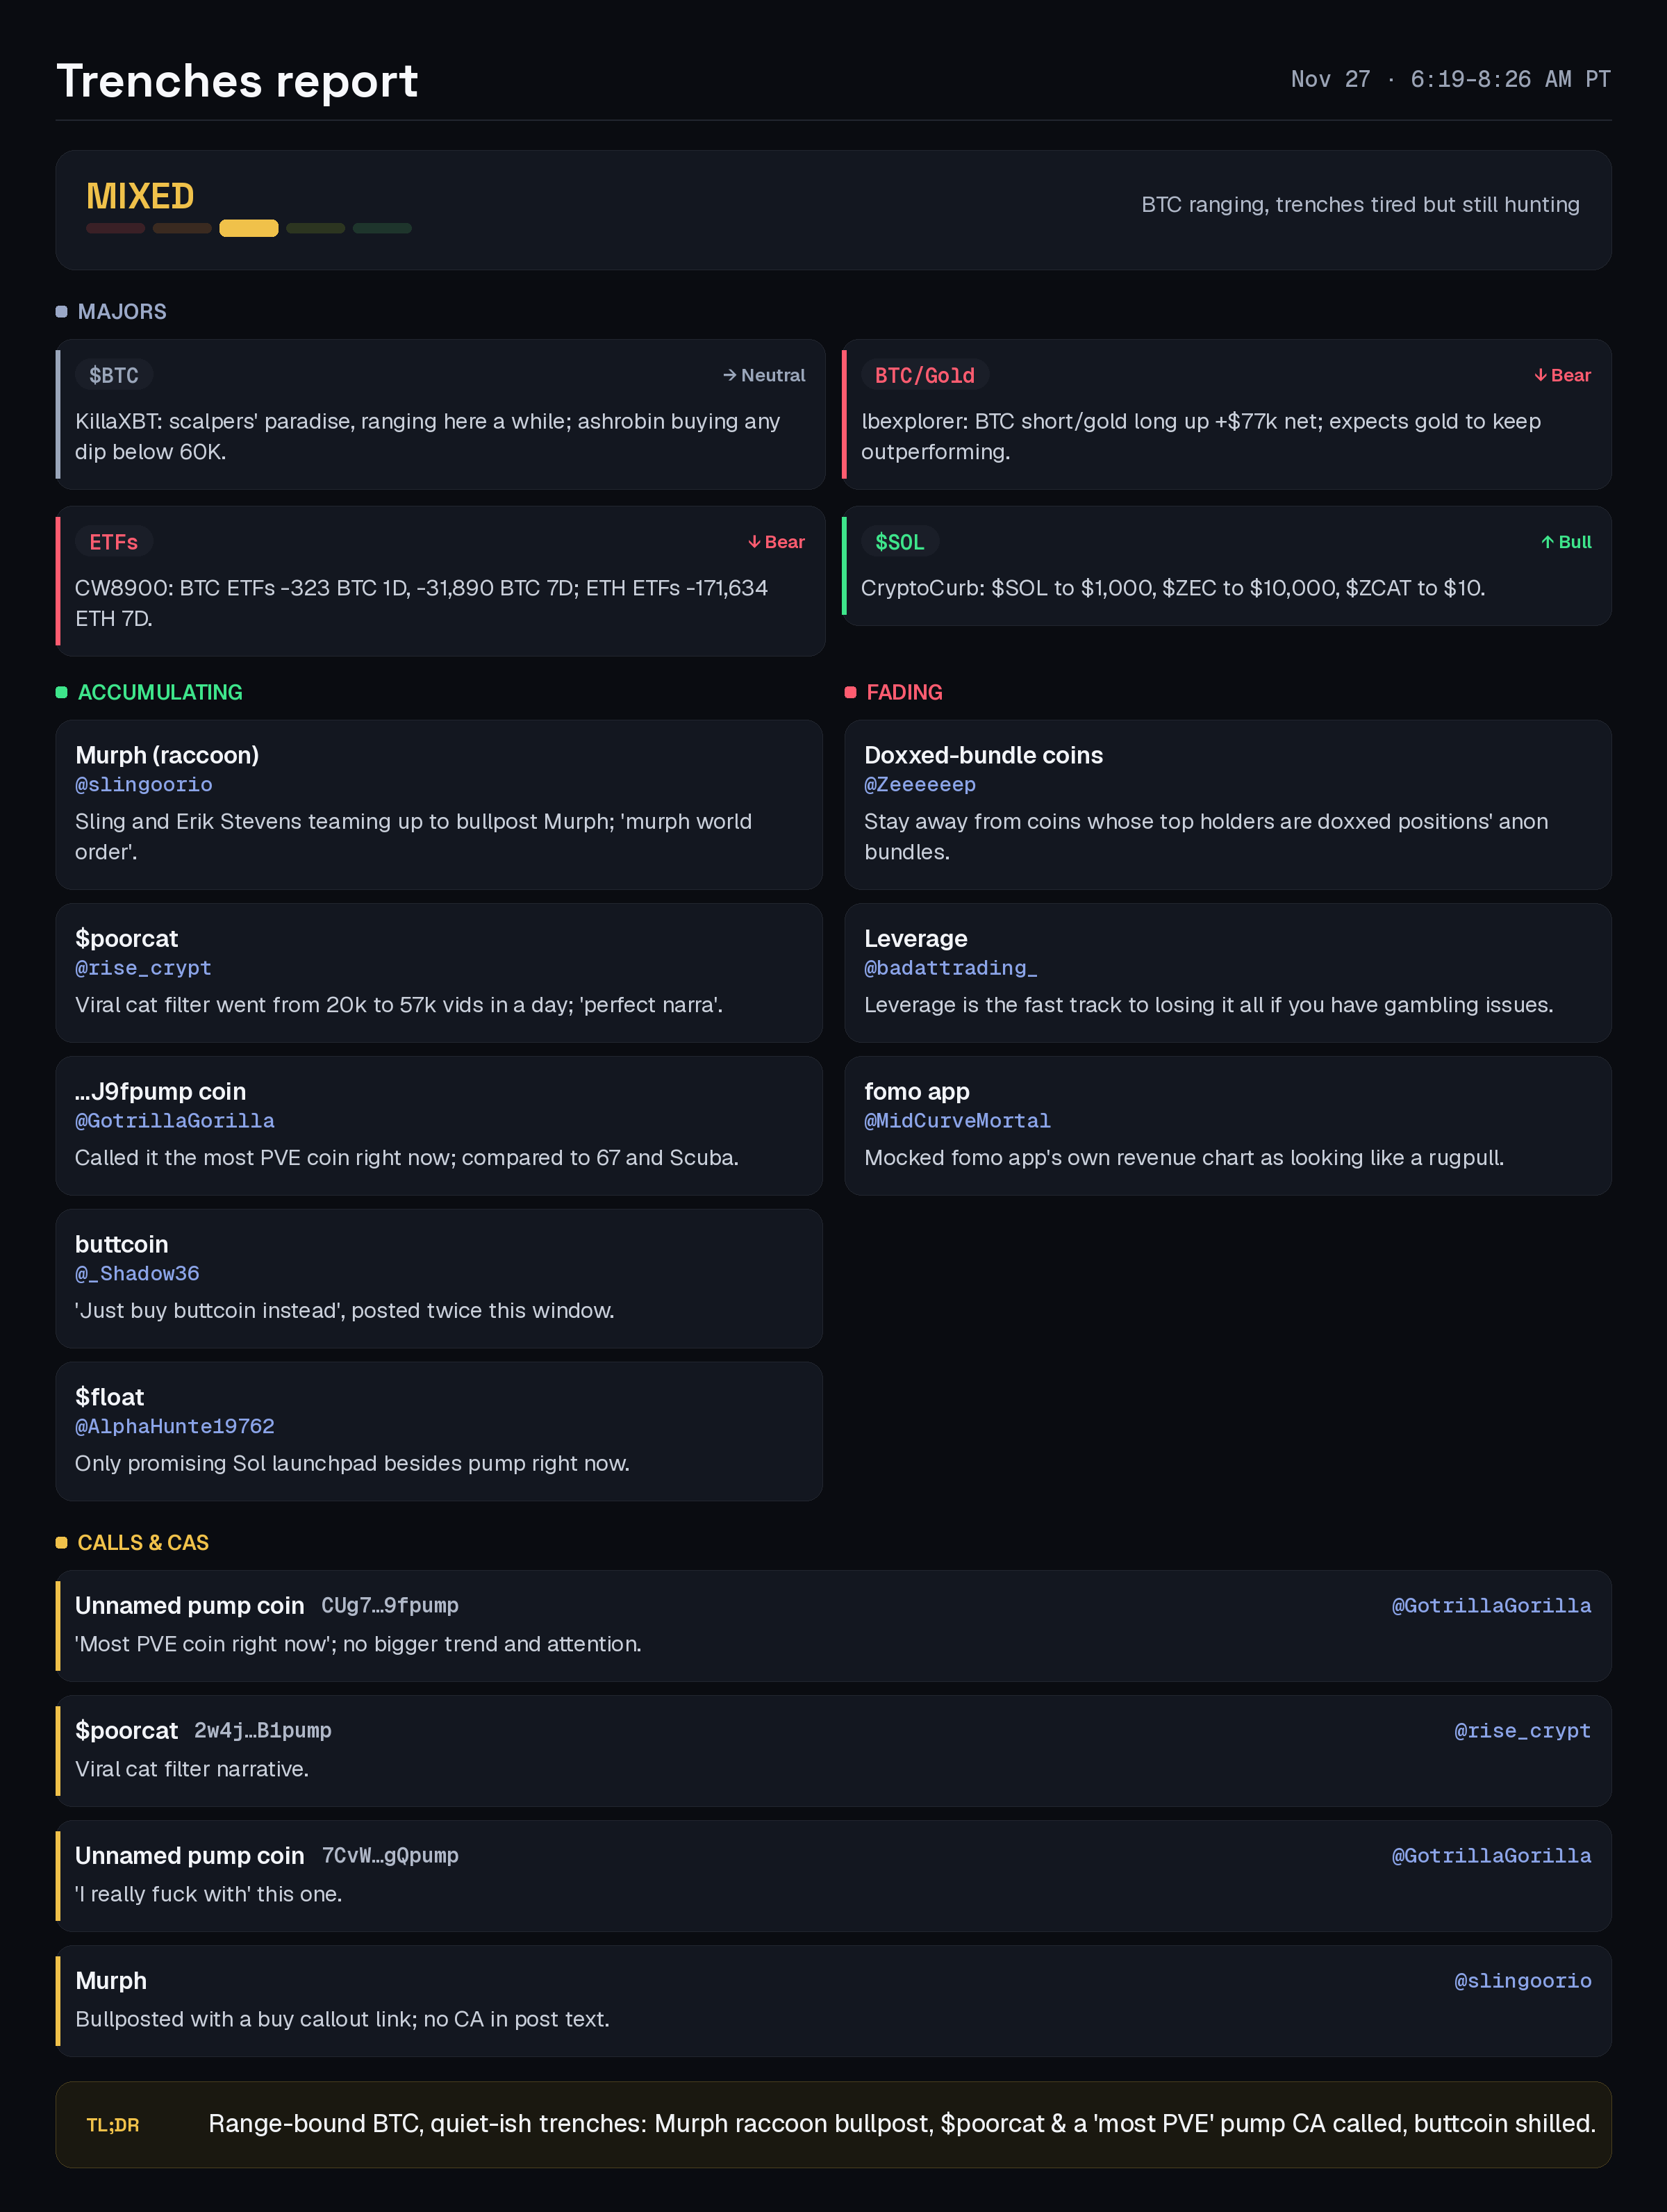 Trenches report
Nov 27 · 6:19–8:26 AM PT
MIXED
BTC ranging, trenches tired but still hunting
MAJORS
$BTC
→ Neutral
KillaXBT: scalpers' paradise, ranging here a while; ashrobin buying any
dip below 60K.
BTC/Gold
↓ Bear
lbexplorer: BTC short/gold long up +$77k net; expects gold to keep
outperforming.
ETFs
↓ Bear
CW8900: BTC ETFs -323 BTC 1D, -31,890 BTC 7D; ETH ETFs -171,634
ETH 7D.
$SOL
↑ Bull
CryptoCurb: $SOL to $1,000, $ZEC to $10,000, $ZCAT to $10.
ACCUMULATING
Murph (raccoon)
@slingoorio
Sling and Erik Stevens teaming up to bullpost Murph; 'murph world
order'.
$poorcat
@rise_crypt
Viral cat filter went from 20k to 57k vids in a day; 'perfect narra'.
…J9fpump coin
@GotrillaGorilla
Called it the most PVE coin right now; compared to 67 and Scuba.
buttcoin
@_Shadow36
'Just buy buttcoin instead', posted twice this window.
$float
@AlphaHunte19762
Only promising Sol launchpad besides pump right now.
FADING
Doxxed-bundle coins
@Zeeeeeep
Stay away from coins whose top holders are doxxed positions' anon
bundles.
Leverage
@badattrading_
Leverage is the fast track to losing it all if you have gambling issues.
fomo app
@MidCurveMortal
Mocked fomo app's own revenue chart as looking like a rugpull.
CALLS & CAS
Unnamed pump coin CUg7…9fpump
@GotrillaGorilla
'Most PVE coin right now'; no bigger trend and attention.
$poorcat 2w4j…B1pump
@rise_crypt
Viral cat filter narrative.
Unnamed pump coin 7CvW…gQpump
@GotrillaGorilla
'I really fuck with' this one.
Murph
@slingoorio
Bullposted with a buy callout link; no CA in post text.
TL;DR
Range-bound BTC, quiet-ish trenches: Murph raccoon bullpost, $poorcat & a 'most PVE' pump CA called, buttcoin shilled.